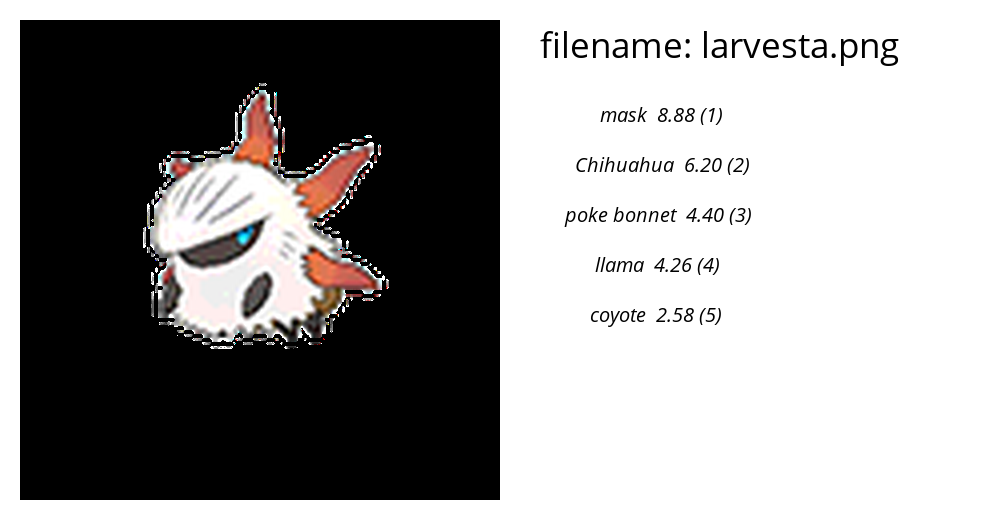 filename: larvesta.png
mask 8.88 (1)
Chihuahua 6.20 (2)
poke bonnet 4.40 (3)
llama 4.26 (4)
coyote 2.58 (5)